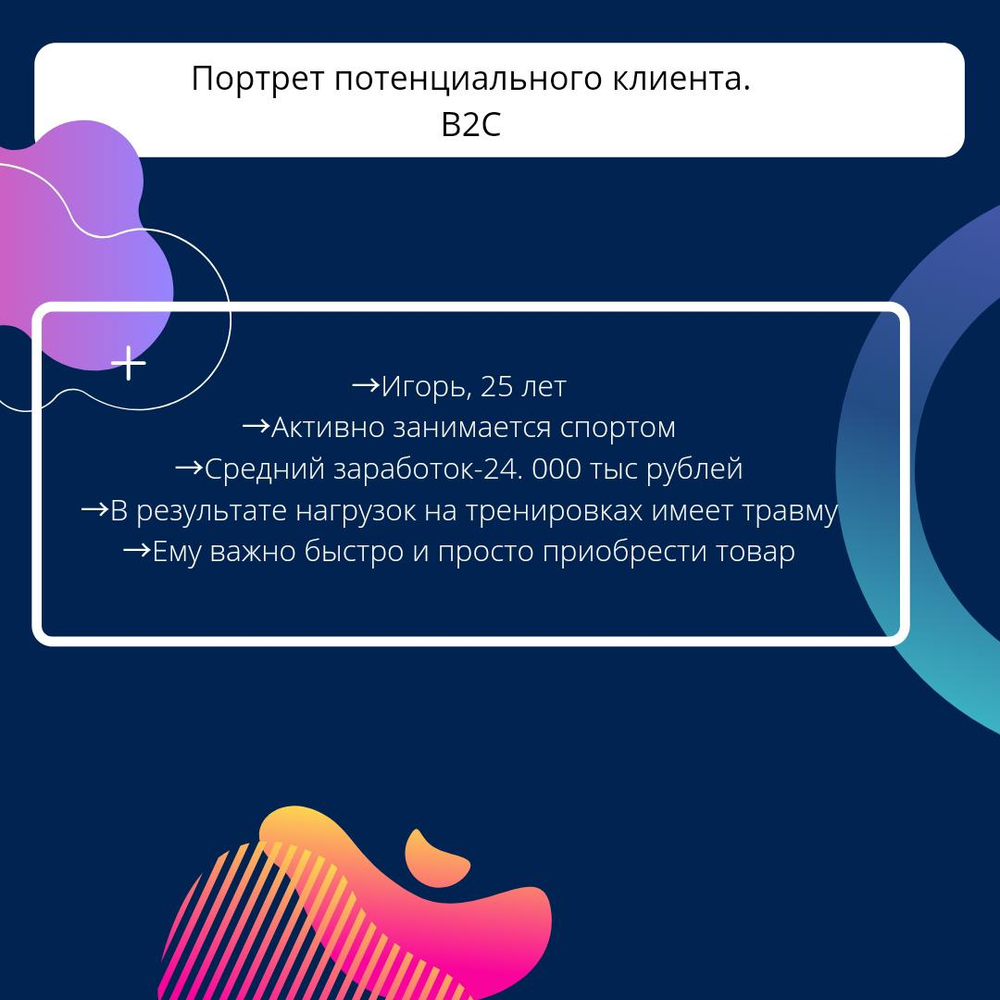 Портрет потенциального клиента.
B2C
→Игорь, 25 лет
→Активно занимается спортом
→Средний заработок-24. 000 тыс рублей
→В результате нагрузок на тренировках имеет травму
→Ему важно быстро и просто приобрести товар